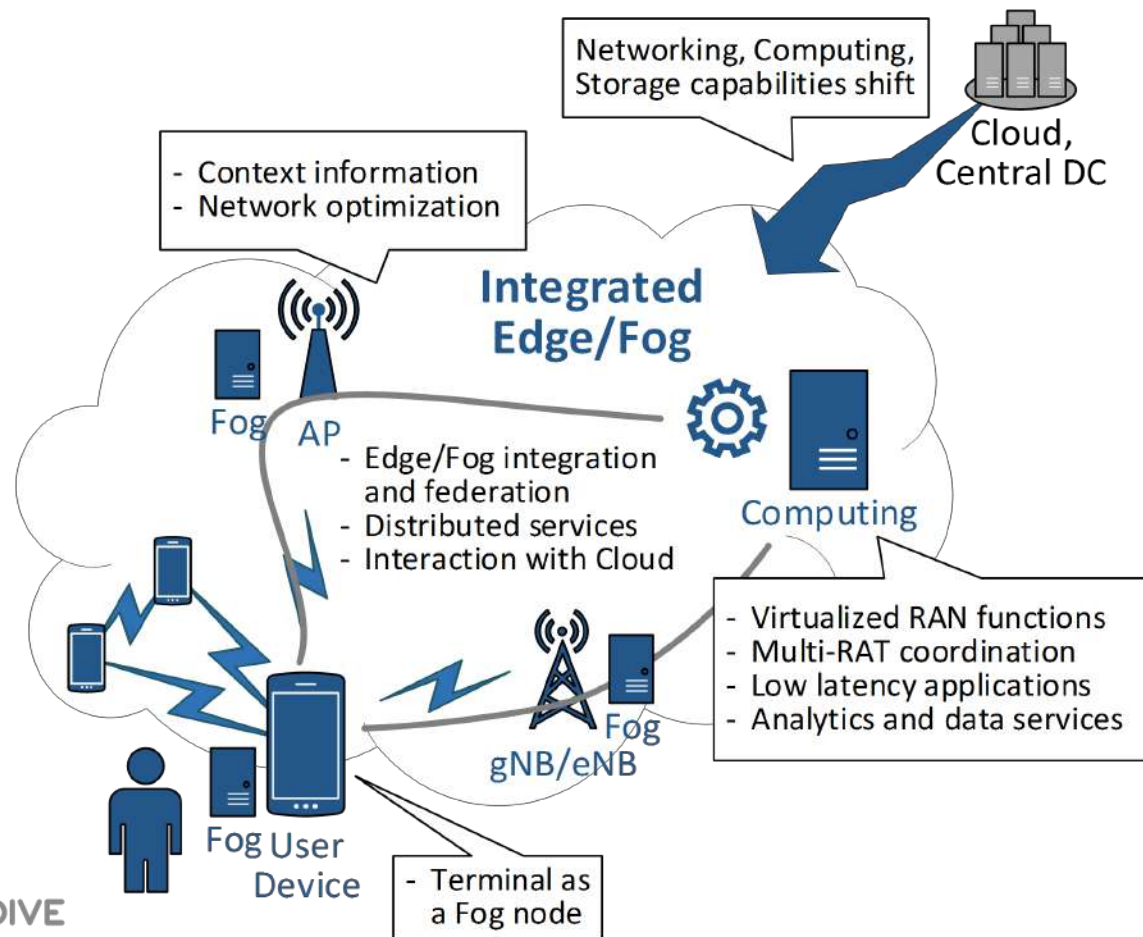 Networking, Computing,
Storage capabilities shift
Cloud,
Central DC
- Context information
- Network optimization
Integrated
Edge/Fog
Fog
AP
- Edge/Fog integration
and federation
- Distributed services
- Interaction with Cloud
Computing
- Virtualized RAN functions
- Multi-RAT coordination
- Low latency applications
- Analytics and data services
Fog
gNB/eNB
Fog
User
Device
- Terminal as
a Fog node
DIVE